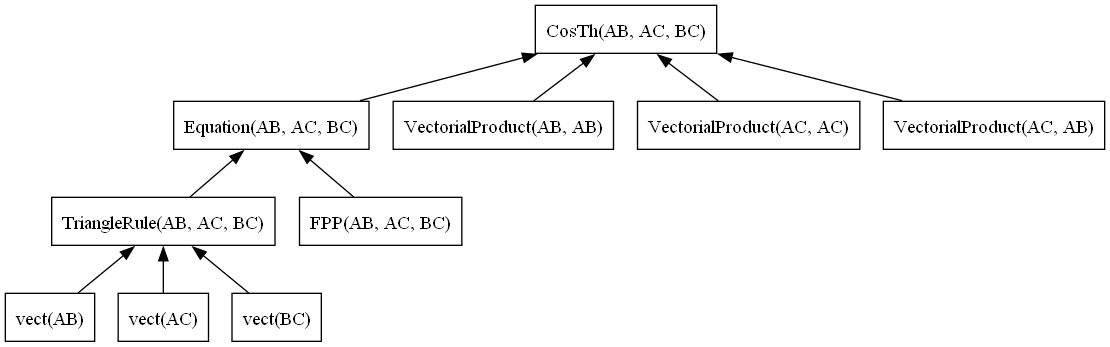 CosTh(AB, AC, BC)
Equation(AB, AC, BC)
VectorialProduct(AB, AB)
VectorialProduct(AC, AC)
VectorialProduct(AC, AB)
TriangleRule(AB, AC, BC)
FPP(AB, AC, BC)
vect(AB)
vect(AC)
vect(BC)